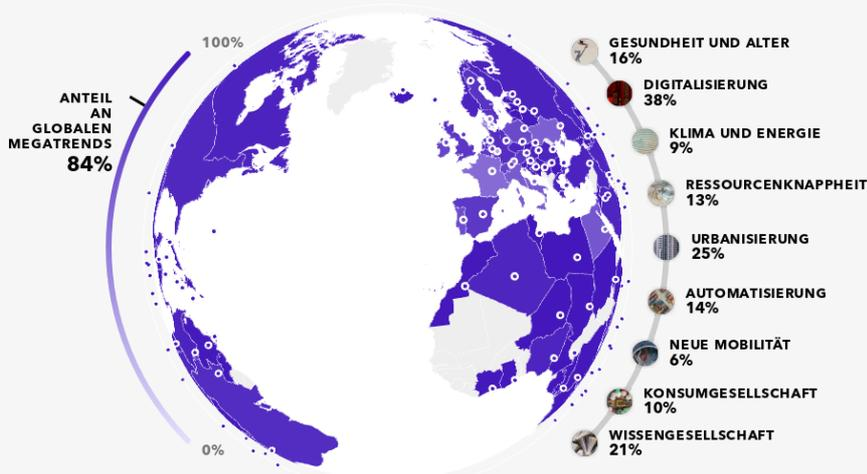 100%
ANTEIL
AN
GLOBALEN
MEGATRENDS
84%
0%
GESUNDHEIT UND ALTER
16%
DIGITALISIERUNG
38%
KLIMA UND ENERGIE
9%
RESSOURCENKNAPPHEIT
13%
URBANISIERUNG
25%
AUTOMATISIERUNG
14%
NEUE MOBILITÄT
6%
KONSUMGESELLSCHAFT
10%
WISSENGESELLSCHAFT
21%